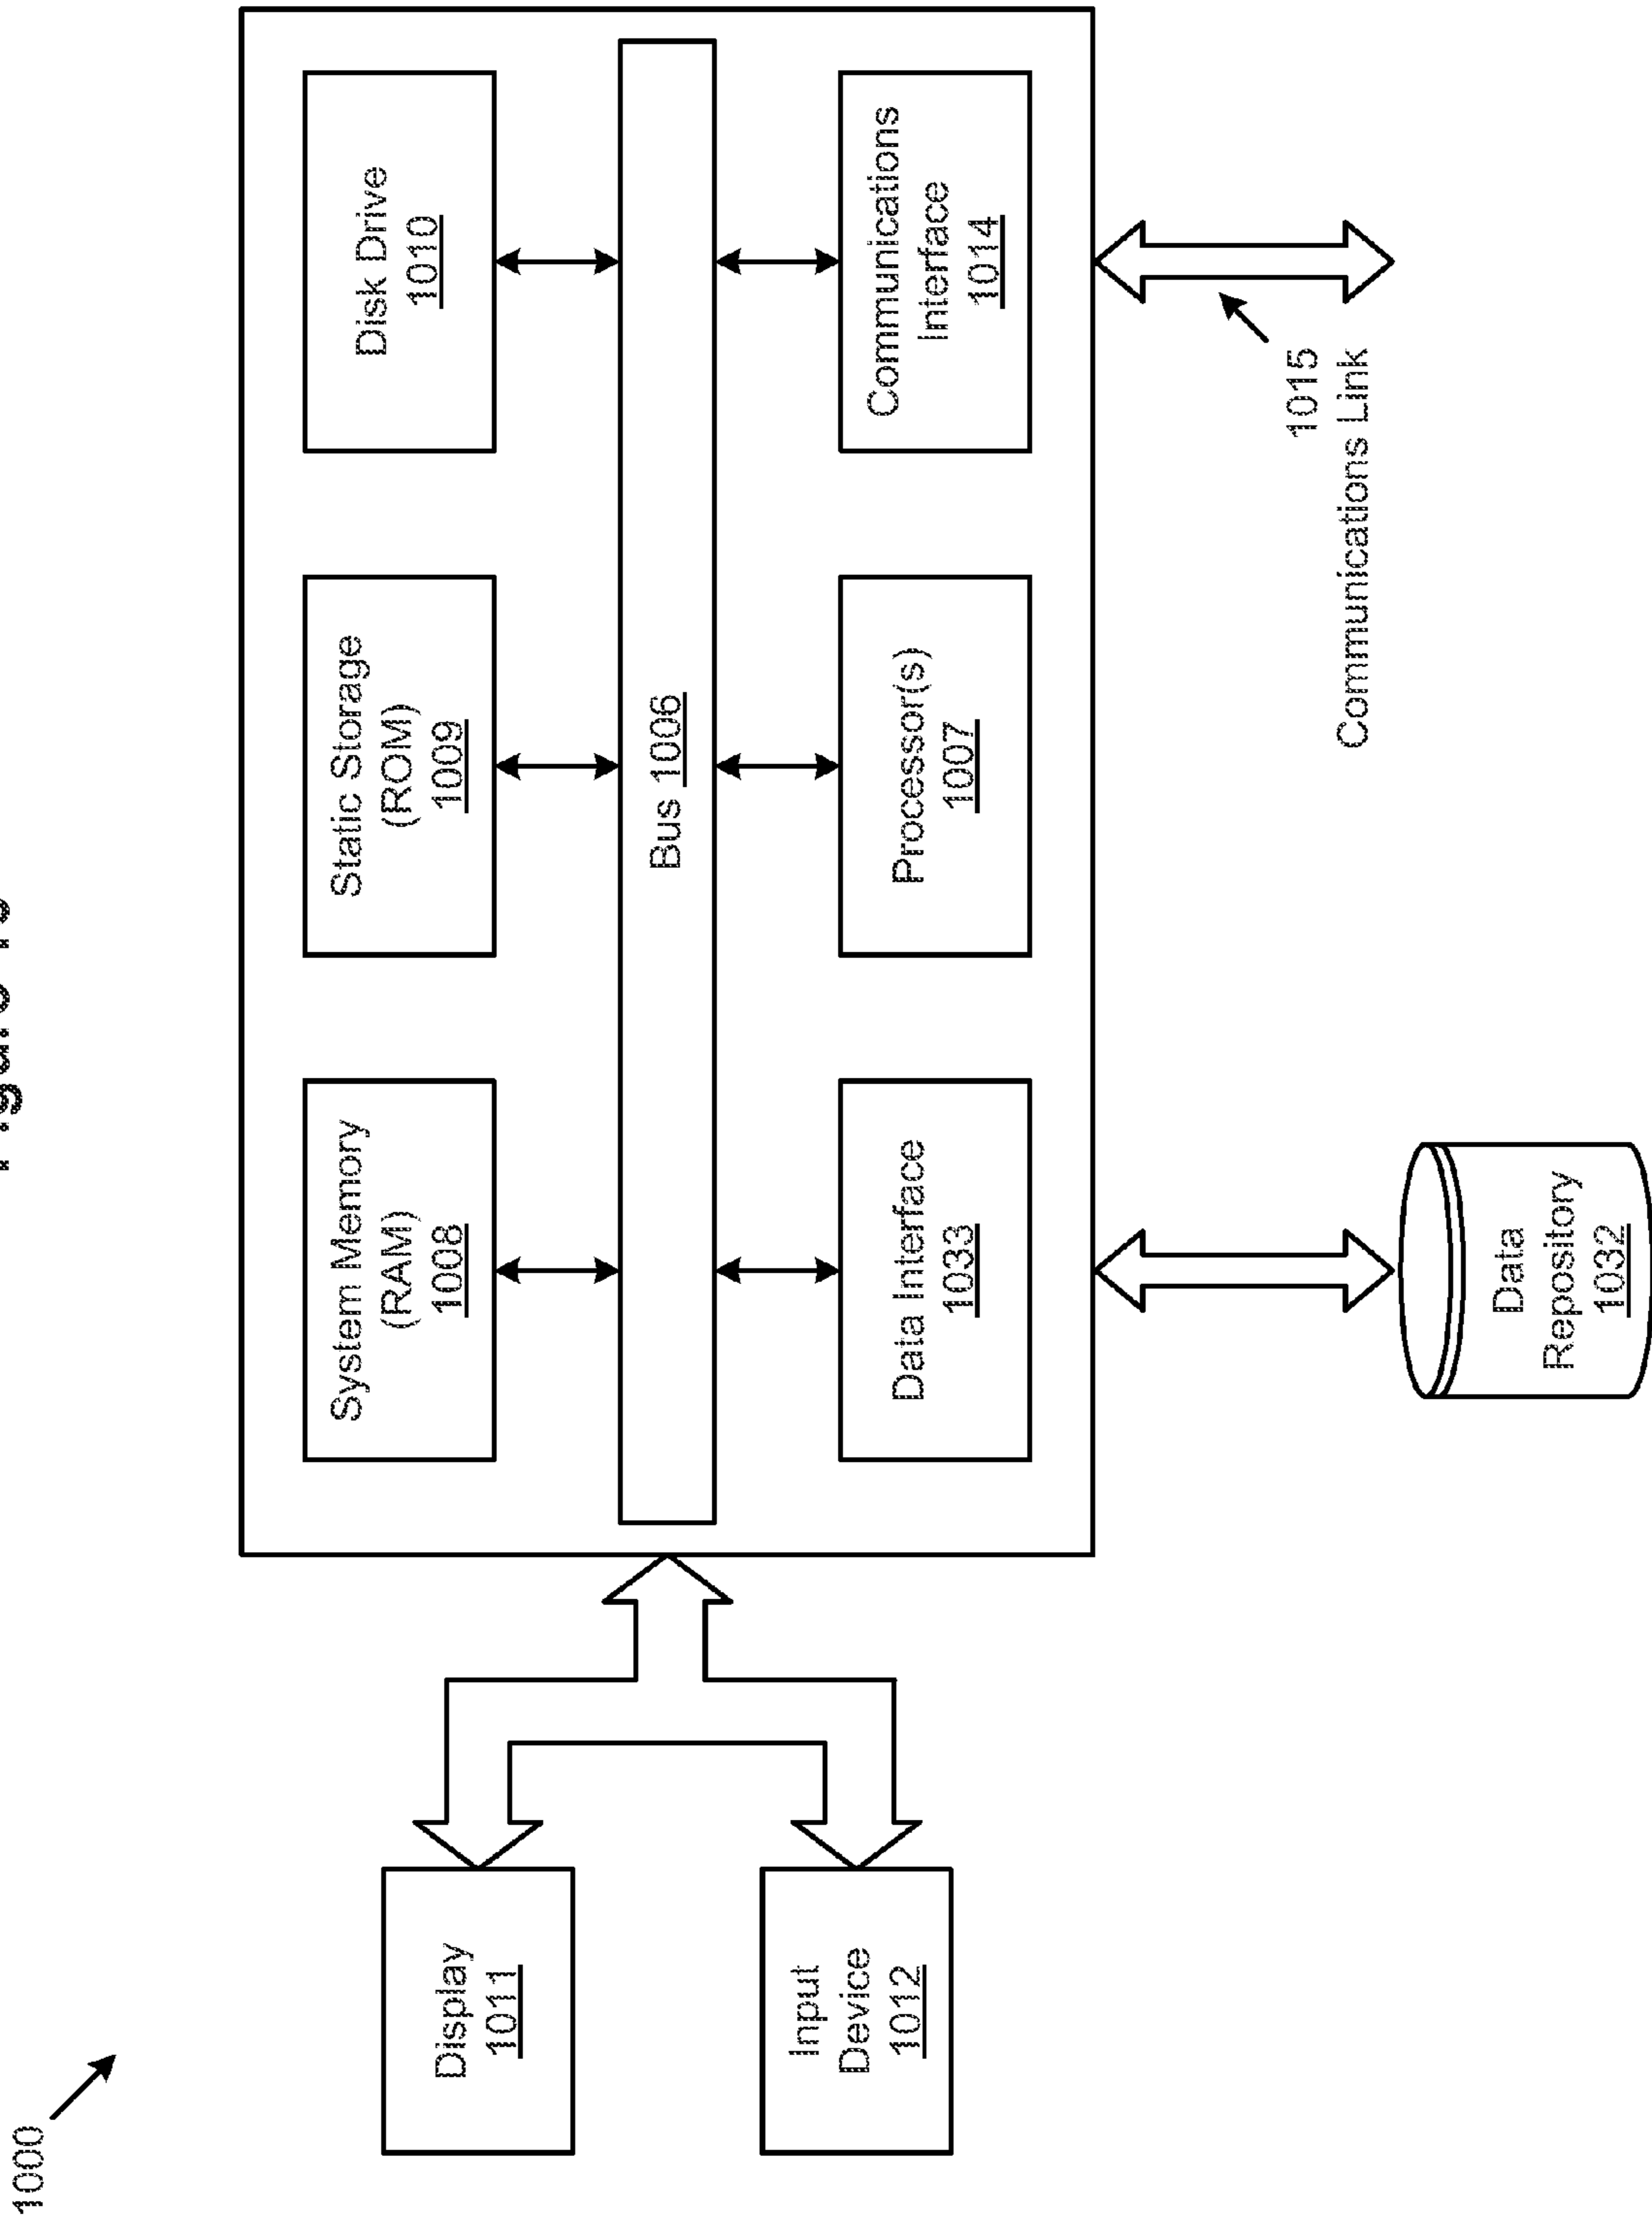 1000
System Memory
(RAM)
1008
Static Storage
(ROM)
1009
Disk Drive
1010
Display
1011
Bus 1006
Input
Device
1012
Data Interface
1033
Processor(s)
1007
Communications
Interface
1014
1015
Communications Link
Data
Repository
1032